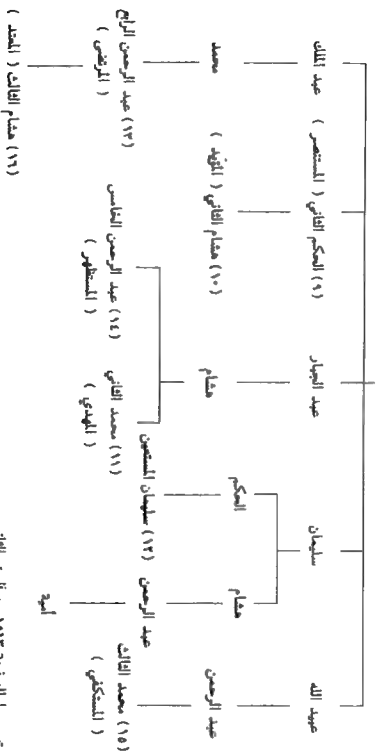 عبيد الله
سليمان
عبد الجبار
(٩) الحكم الثاني ( المستنصر )
عبد الملك
عبد الرحمن
هشام
الحكم
هشام
(١٠) هشام الثاني ( المؤيد )
محمد
(١٥) محمد الثالث
( المستكفي )
عبد الرحمن
(١٢) سليمان المستعين
(١١) محمد الثاني
( المهدي )
(١٤) عبد الرحمن الخامس
( المستظهر )
(١٣) عبد الرحمن الرابع
( المرتضى )
أمية
(١٦) هشام الثالث ( المعتد )